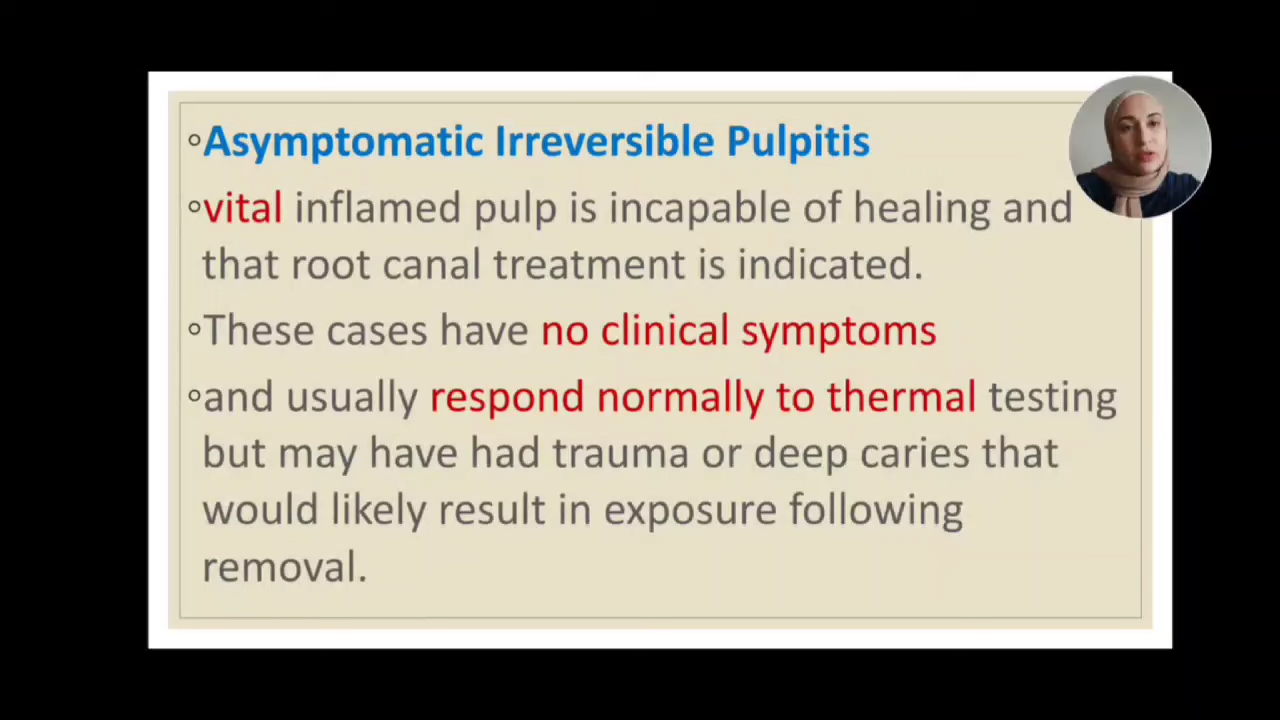 ◦Asymptomatic Irreversible Pulpitis
◦vital inflamed pulp is incapable of healing and
that root canal treatment is indicated.
◦These cases have no clinical symptoms
◦and usually respond normally to thermal testing
but may have had trauma or deep caries that
would likely result in exposure following
removal.